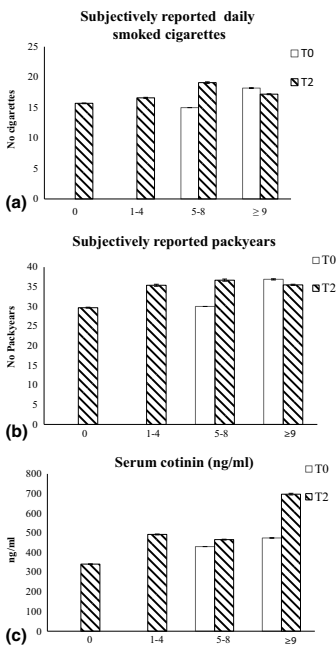 Subjectively reported daily
smoked cigarettes
25
20
15
10
5
0
No cigarettes
T0
T2
0 1-4 5-8 ≥ 9
(a)
Subjectively reported packyears
40
35
30
25
20
15
10
5
0
No Packyears
T0
T2
0 1-4 5-8 ≥9
(b)
Serum cotinin (ng/ml)
800
700
600
500
400
300
200
100
0
ng/ml
T0
T2
0 1-4 5-8 ≥9
(c)